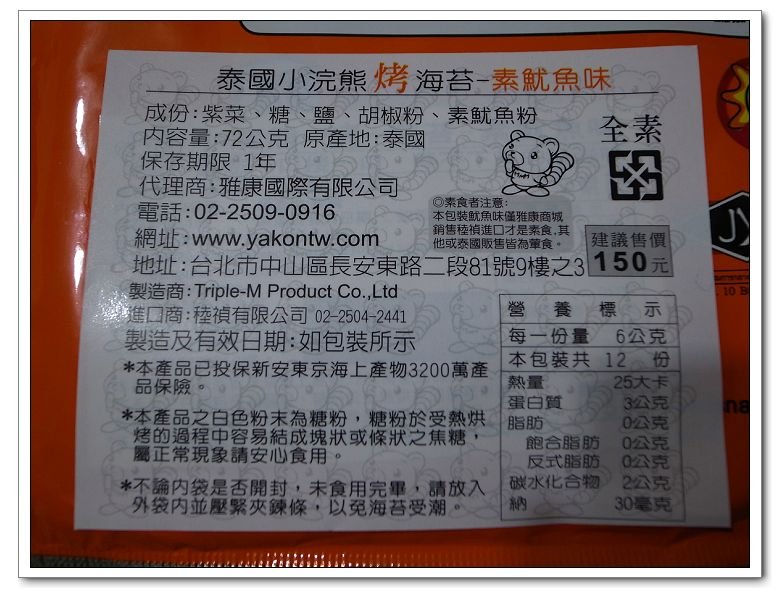 泰國小浣熊烤海苔-素魷魚味
成份:紫菜、糖、鹽、胡椒粉、素魷魚粉
內容量:72公克 原產地:泰國
保存期限 1年
代理商:雅康國際有限公司
電話:02-2509-0916
網址:www.yakontw.com
地址:台北市中山區長安東路二段81號9樓之3
製造商:Triple-M Product Co.,Ltd
進口商:稑禎有限公司 02-2504-2441
製造及有效日期:如包裝所示
*本產品已投保新安東京海上產物3200萬產
品保險。
*本產品之白色粉末為糖粉，糖粉於受熱烘
烤的過程中容易結成塊狀或條狀之焦糖，
屬正常現象請安心食用。
*不論內袋是否開封，未食用完畢，請放入
外袋內並壓緊夾鍊條，以免海苔受潮。
全素
◎素食者注意:
本包裝魷魚味僅雅康商城
銷售稑禎進口才是素食,其
他或泰國販售皆為葷食。
建議售價
150元
營養標示
每一份量 6公克
本包裝共 12 份
熱量 25大卡
蛋白質 3公克
脂肪 0公克
飽合脂肪 0公克
反式脂肪 0公克
碳水化合物 2公克
納 30毫克
JY